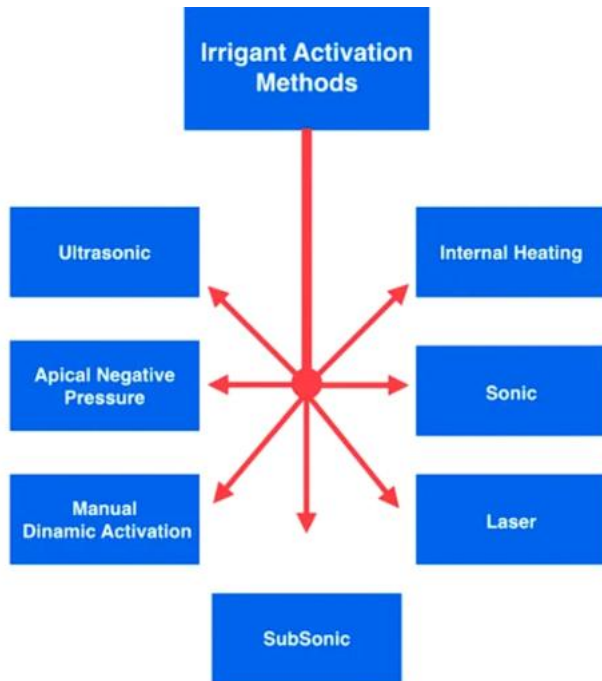 Irrigant Activation
Methods
Ultrasonic
Internal Heating
Apical Negative
Pressure
Sonic
Manual
Dinamic Activation
Laser
SubSonic